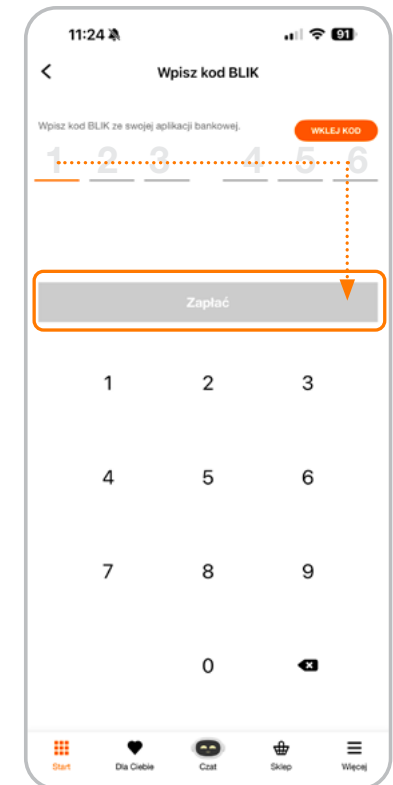 11:24
91
Wpisz kod BLIK
Wpisz kod BLIK ze swojej aplikacji bankowej.
WKLEJ KOD
1 2 3 4 5 6
Zapłać
1 2 3
4 5 6
7 8 9
0
Start Dla Ciebie Czat Sklep Więcej